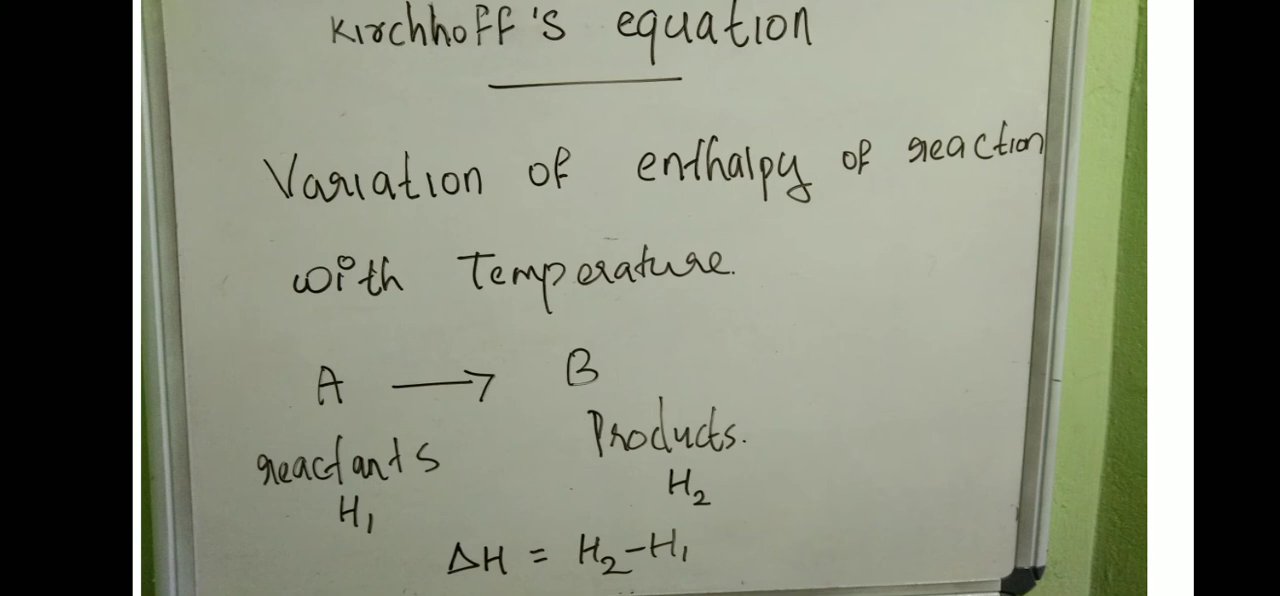 Kirchhoff's equation
Variation of enthalpy of reaction
with Temperature.
A → B
reactants Products.
H₁ H₂
ΔH = H₂-H₁